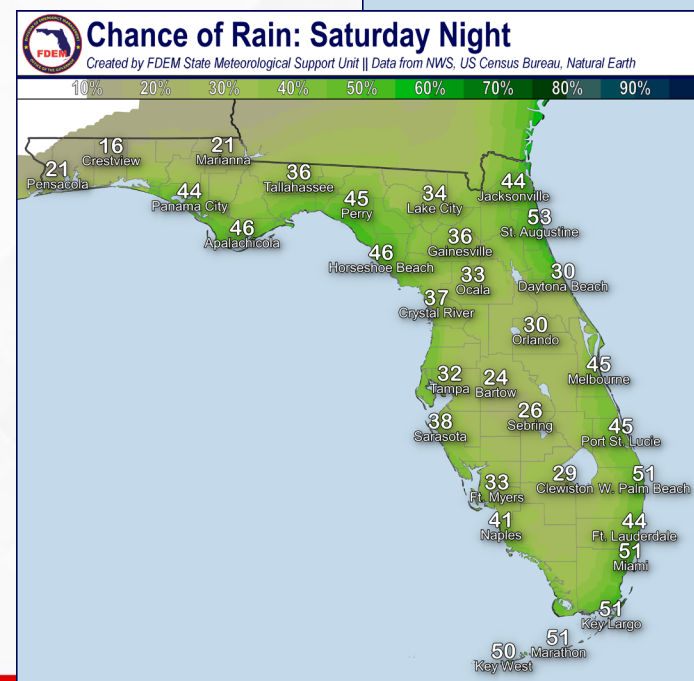 Chance of Rain: Saturday Night
Created by FDEM State Meteorological Support Unit || Data from NWS, US Census Bureau, Natural Earth
FDEM
10% 20% 30% 40% 50% 60% 70% 80% 90%
16
Crestview
21
Marianna
21
Pensacola
36
Tallahassee
44
Panama City
45
Perry
34
Lake City
44
Jacksonville
46
Apalachicola
53
St. Augustine
36
Gainesville
46
Horseshoe Beach
33
Ocala
30
Daytona Beach
37
Crystal River
30
Orlando
45
Melbourne
32
Tampa
24
Bartow
26
Sebring
38
Sarasota
45
Port St. Lucie
33
Ft. Myers
29
Clewiston
51
W. Palm Beach
41
Naples
44
Ft. Lauderdale
51
Miami
51
Key Largo
51
Marathon
50
Key West